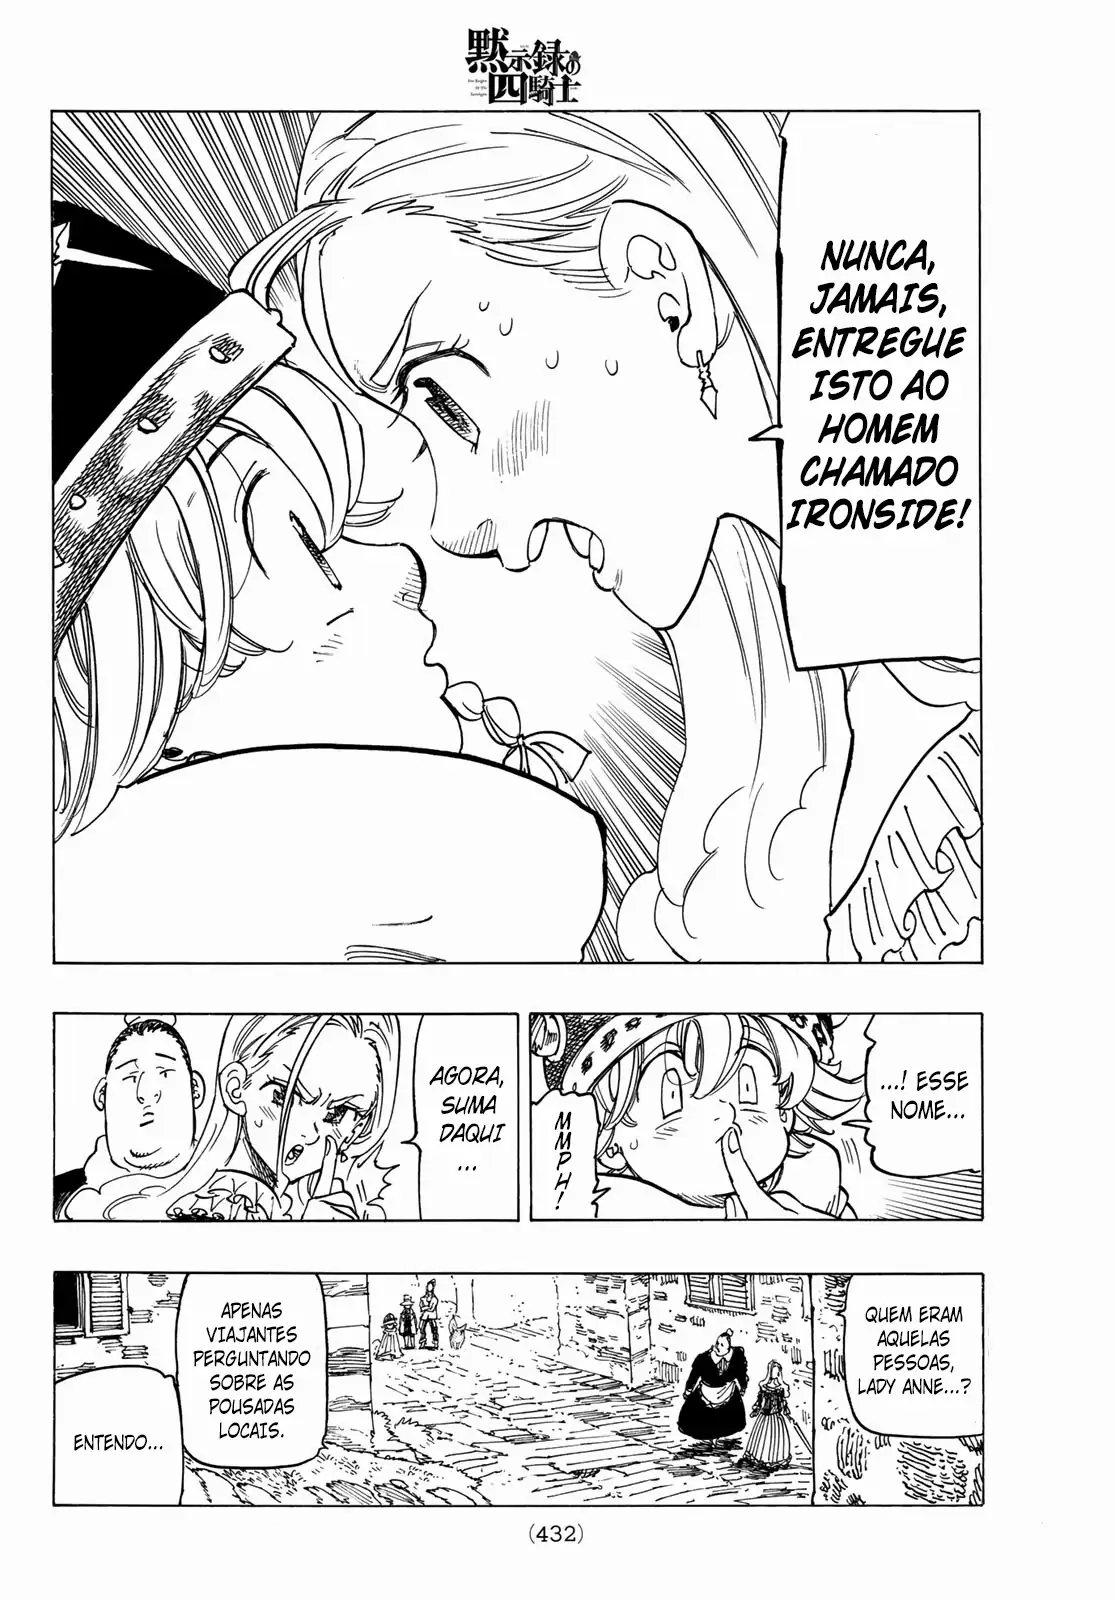 黙示録の
四騎士
NUNCA,
JAMAIS,
ENTREGUE
ISTO AO
HOMEM
CHAMADO
IRONSIDE!
...! ESSE
NOME...
MMPH!
AGORA,
SUMA
DAQUI
...
QUEM ERAM
AQUELAS
PESSOAS,
LADY ANNE...?
APENAS
VIAJANTES
PERGUNTANDO
SOBRE AS
POUSADAS
LOCAIS.
ENTENDO...
(432)